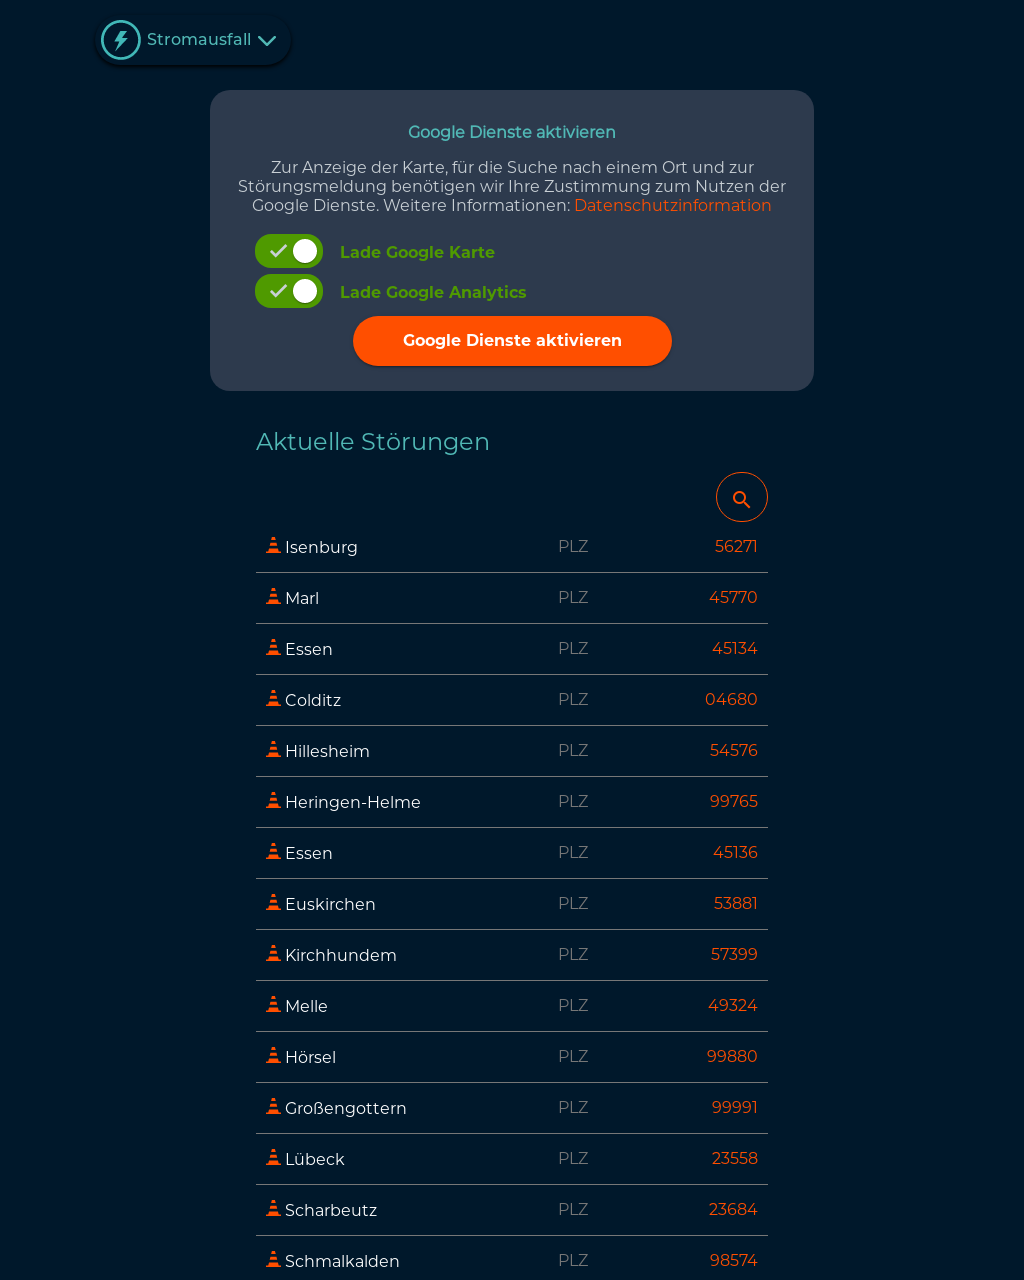 Stromausfall
Google Dienste aktivieren
Zur Anzeige der Karte, für die Suche nach einem Ort und zur
Störungsmeldung benötigen wir Ihre Zustimmung zum Nutzen der
Google Dienste. Weitere Informationen: Datenschutzinformation
Lade Google Karte
Lade Google Analytics
Google Dienste aktivieren
Aktuelle Störungen
Isenburg PLZ 56271
Marl PLZ 45770
Essen PLZ 45134
Colditz PLZ 04680
Hillesheim PLZ 54576
Heringen-Helme PLZ 99765
Essen PLZ 45136
Euskirchen PLZ 53881
Kirchhundem PLZ 57399
Melle PLZ 49324
Hörsel PLZ 99880
Großengottern PLZ 99991
Lübeck PLZ 23558
Scharbeutz PLZ 23684
Schmalkalden PLZ 98574